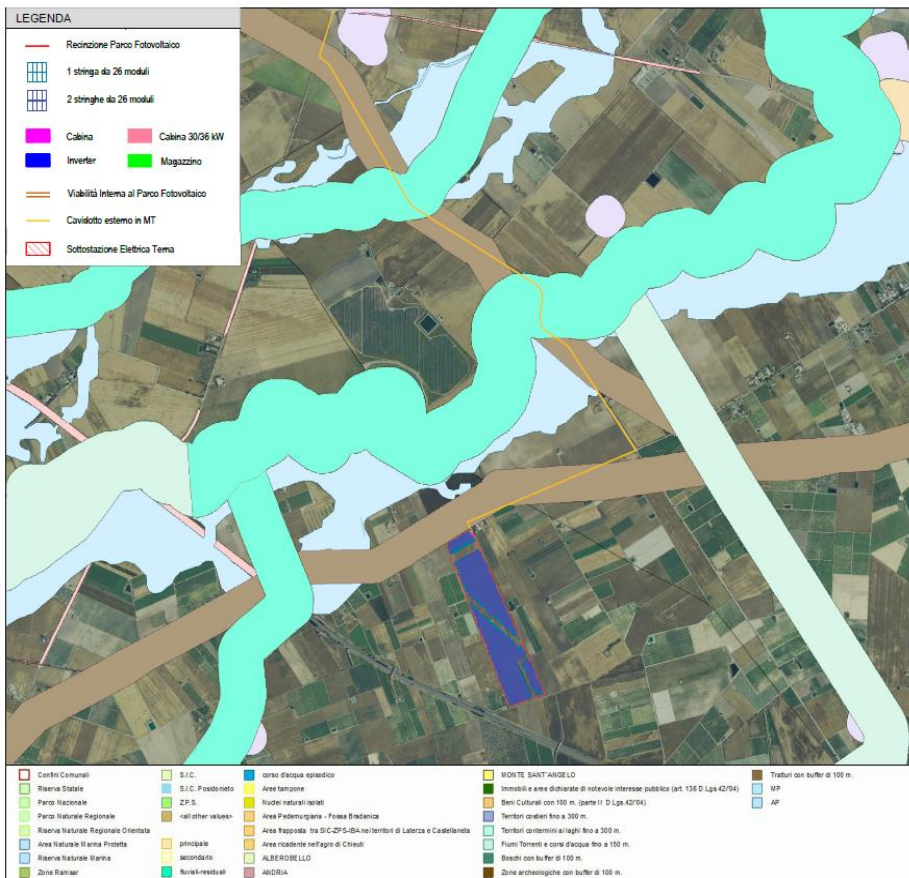 LEGENDA
Recinzione Parco Fotovoltaico
1 stringa da 26 moduli
2 stringhe da 26 moduli
Cabina
Cabina 30/36 kW
Inverter
Magazzino
Viabilità Interna al Parco Fotovoltaico
Cavidotto esterno in MT
Sottostazione Elettrica Terna
Confini Comunali
Riserva Statale
Parco Nazionale
Parco Naturale Regionale
Riserva Naturale Regionale Orientata
Area Naturale Marina Protetta
Riserva Naturale Marina
Zone Ramsar
S.I.C.
S.I.C. Posidonieto
Z.P.S.
<all other values>
principale
secondario
fluviali-residuali
corso d'acqua episodico
Aree tampone
Nuclei naturali isolati
Area Pedemurgiana - Fossa Bradanica
Area frapposta tra SIC-ZPS-IBA nei territori di Laterza e Castellaneta
Area ricadente nell'agro di Chieuti
ALBEROBELLO
ANDRIA
MONTE SANT'ANGELO
Immobili e aree dichiarate di notevole interesse pubblico (art. 136 D.Lgs.42/'04)
Beni Culturali con 100 m. (parte II D.Lgs.42/'04)
Territori costieri fino a 300 m.
Territori contermini ai laghi fino a 300 m.
Fiumi Torrenti e corsi d'acqua fino a 150 m.
Boschi con buffer di 100 m.
Zone archeologiche con buffer di 100 m.
Tratturi con buffer di 100 m.
MP
AP